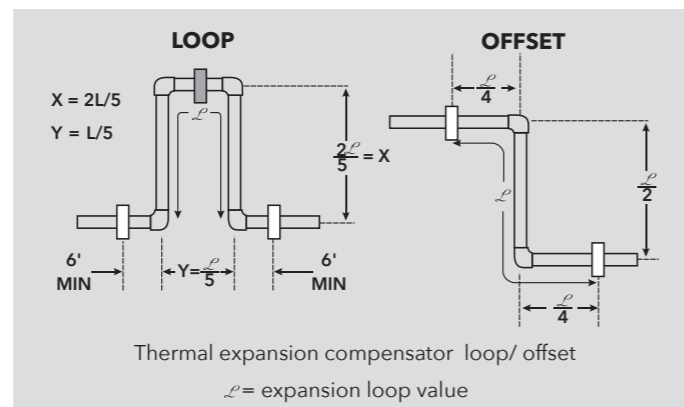 LOOP
X = 2L/5
Y = L/5
ℒ
2ℒ
5 = X
6'
MIN
Y=ℒ
5
6'
MIN
OFFSET
ℒ
4
ℒ
ℒ
2
ℒ
4
Thermal expansion compensator loop/ offset
ℒ= expansion loop value